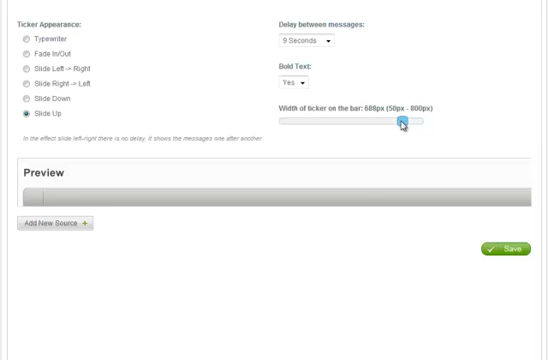 Ticker Appearance:
Typewriter
Fade In/Out
Slide Left -> Right
Slide Right -> Left
Slide Down
Slide Up
Delay between messages:
9 Seconds
Bold Text:
Yes
Width of ticker on the bar: 688px (50px - 800px)
In the effect slide left-right there is no delay, it shows the messages one after another
Preview
Add New Source +
Save